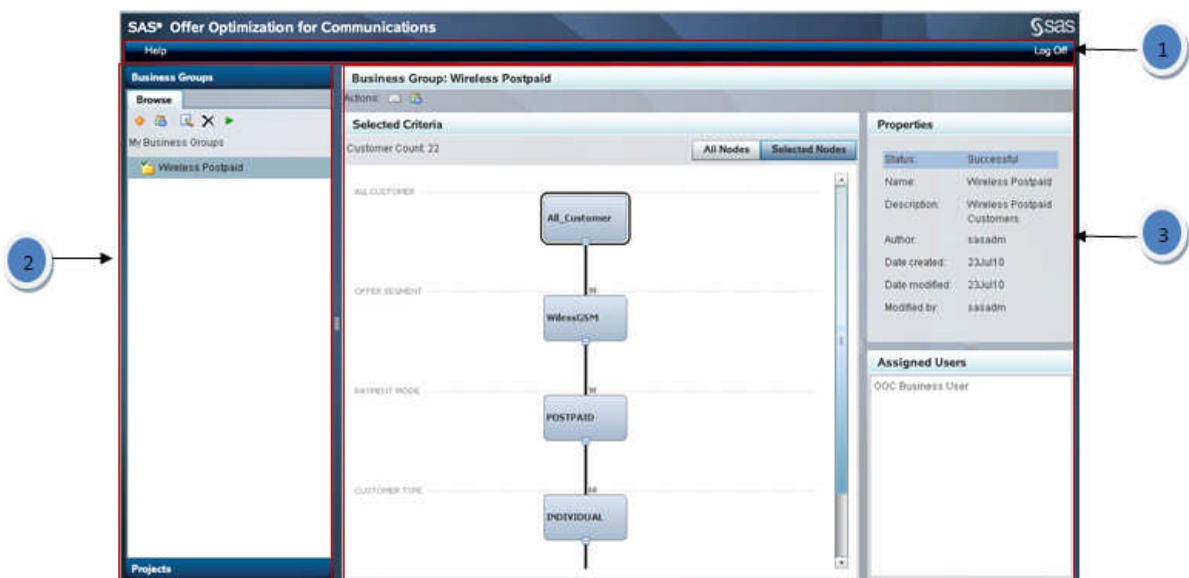 SAS® Offer Optimization for Communications
sas
Help
Log Off
1
Business Groups
Browse
My Business Groups
Wireless Postpaid
2
Business Group: Wireless Postpaid
Actions:
Selected Criteria
Customer Count: 22
All Nodes
Selected Nodes
ALL CUSTOMER
All_Customer
OFFER SEGMENT
WilessGSM
PAYMENT MODE
POSTPAID
CUSTOMER TYPE
INDIVIDUAL
Properties
Status: Successful
Name: Wireless Postpaid
Description: Wireless Postpaid
Customers
Author: sasadm
Date created: 23Jul10
Date modified: 23Jul10
Modified by: sasadm
3
Assigned Users
OOC Business User
Projects